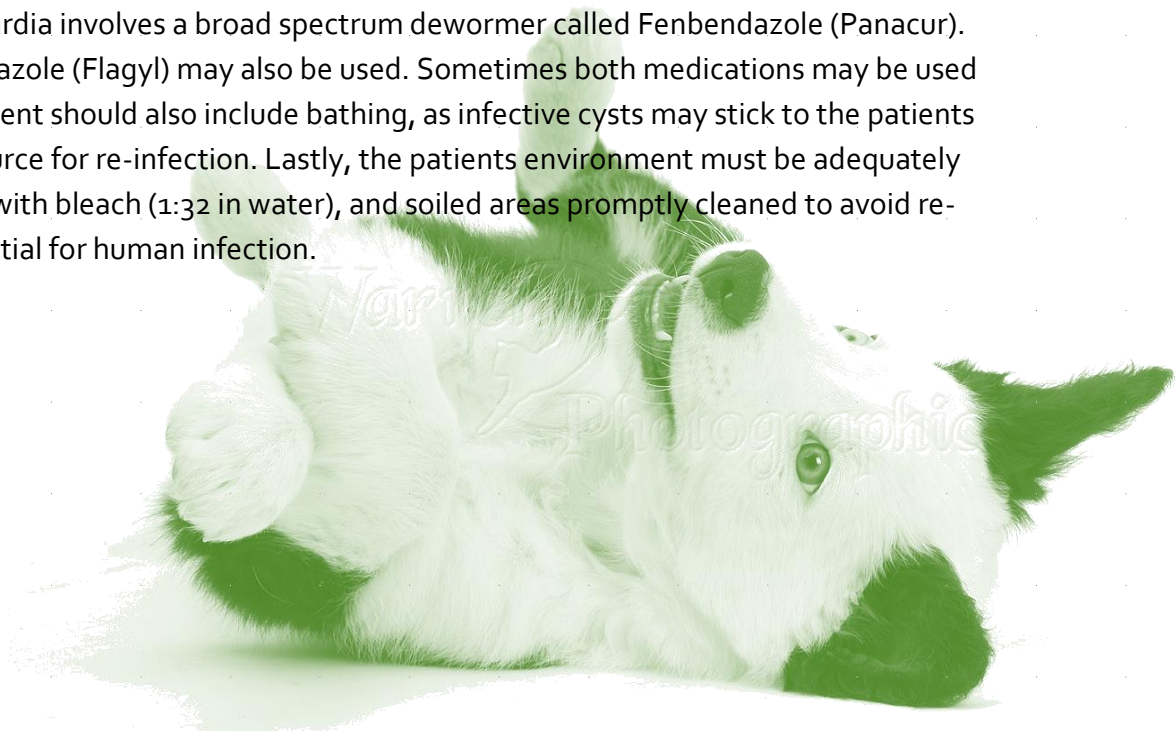 rdia involves a broad spectrum dewormer called Fenbendazole (Panacur).
azole (Flagyl) may also be used. Sometimes both medications may be used
ent should also include bathing, as infective cysts may stick to the patients
urce for re-infection. Lastly, the patients environment must be adequately
with bleach (1:32 in water), and soiled areas promptly cleaned to avoid re-
tial for human infection.
Photographic